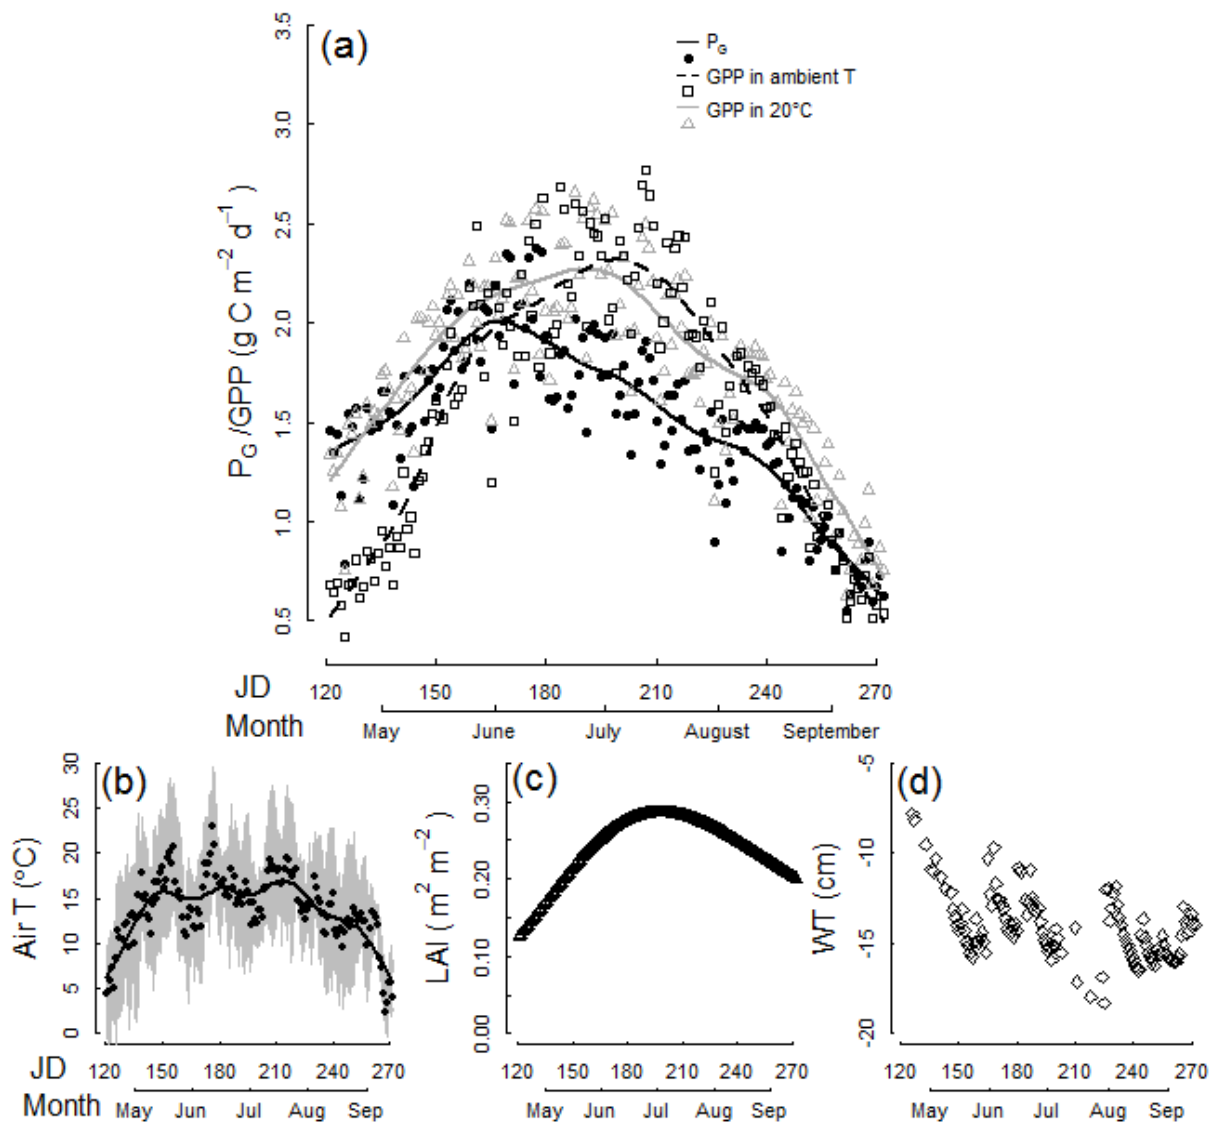 (a)
P_G
GPP in ambient T
GPP in 20°C
P_G /GPP (g C m⁻² d⁻¹ )
3.5
3.0
2.5
2.0
1.5
1.0
0.5
JD 120 150 180 210 240 270
Month May June July August September
(b)
Air T (°C)
30
25
20
15
10
5
0
JD 120 150 180 210 240 270
Month May Jun Jul Aug Sep
(c)
LAI ( m² m⁻² )
0.30
0.20
0.10
0.00
120 150 180 210 240 270
May Jun Jul Aug Sep
(d)
WT (cm)
-5
-10
-15
-20
120 150 180 210 240 270
May Jun Jul Aug Sep